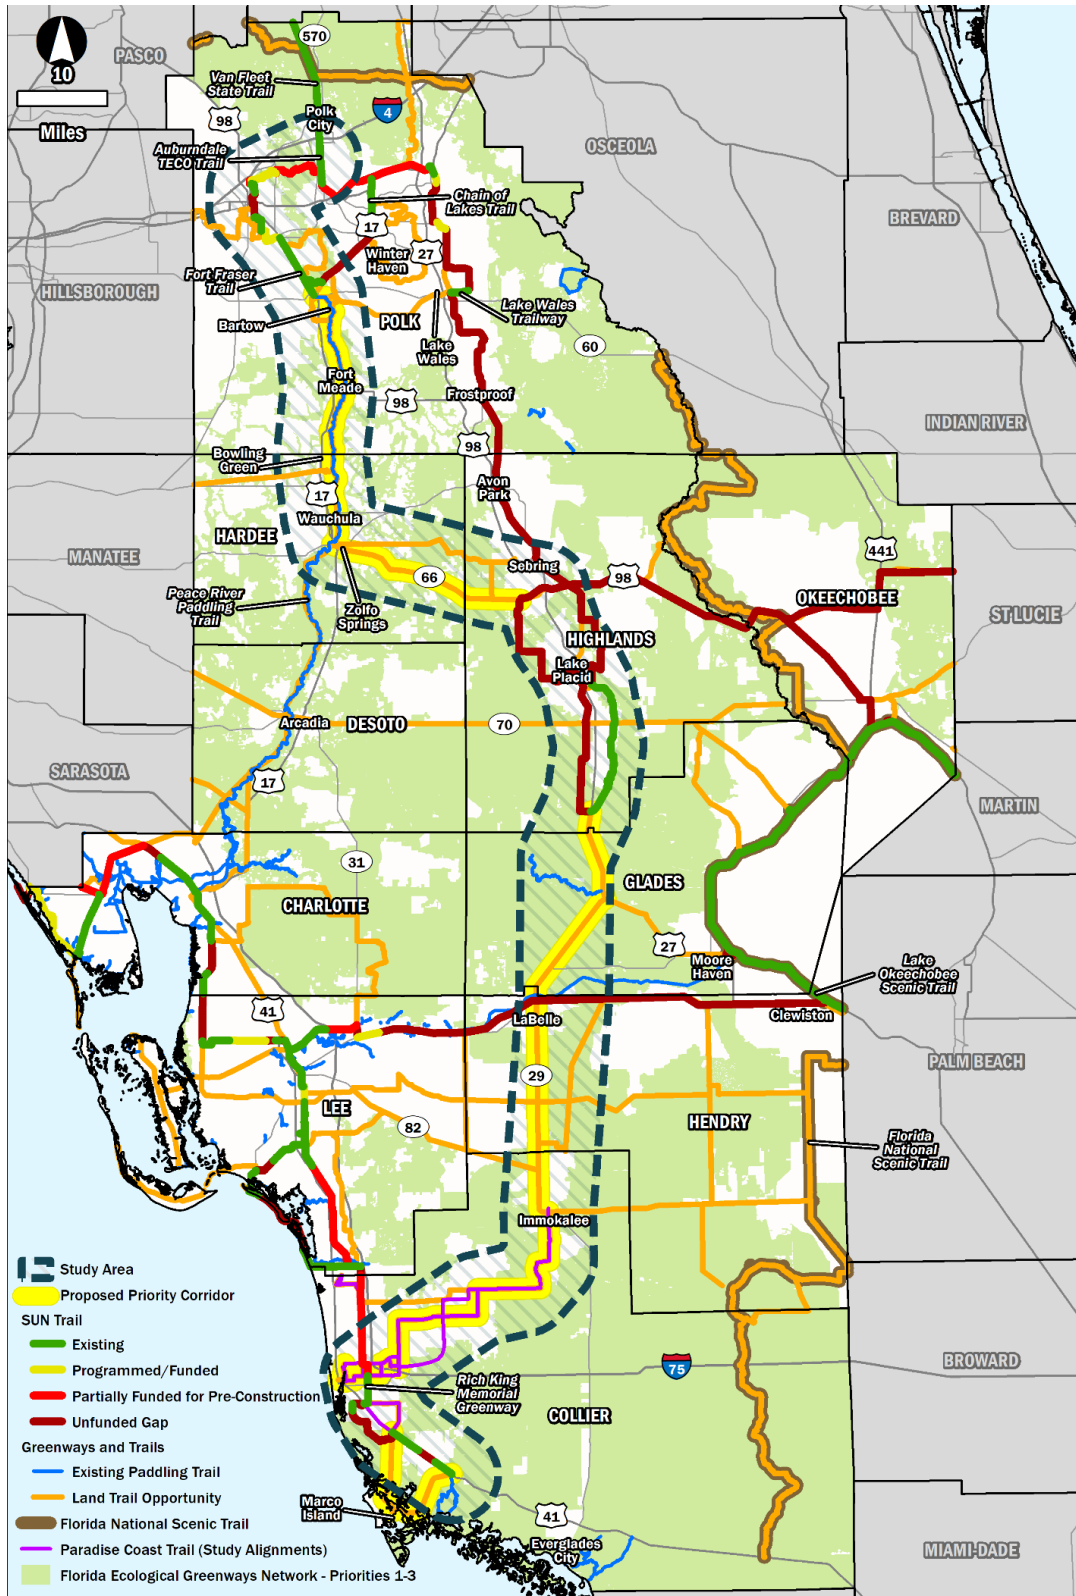 570
PASCO
10
Miles
Van Fleet
State Trail
98
4
Polk
City
OSCEOLA
Auburndale
TECO Trail
Chain of
Lakes Trail
BREVARD
17
27
Winter
Haven
Fort Fraser
Trail
HILLSBOROUGH
Lake Wales
Trailway
Bartow
POLK
Lake
Wales
60
Fort
Meade
98
Frostproof
INDIAN RIVER
98
Bowling
Green
Avon
Park
17
Wauchula
HARDEE
MANATEE
441
Sebring
66
98
Peace River
Paddling
Trail
Zolfo
Springs
OKEECHOBEE
ST LUCIE
HIGHLANDS
Lake
Placid
Arcadia
DESOTO
70
SARASOTA
17
MARTIN
31
GLADES
CHARLOTTE
27
Moore
Haven
Lake
Okeechobee
Scenic Trail
41
LaBelle
Clewiston
PALM BEACH
29
LEE
82
HENDRY
Florida
National
Scenic Trail
Immokalee
Study Area
Proposed Priority Corridor
SUN Trail
Existing
Programmed/Funded
Partially Funded for Pre-Construction
Unfunded Gap
Greenways and Trails
Existing Paddling Trail
Land Trail Opportunity
Florida National Scenic Trail
Paradise Coast Trail (Study Alignments)
Florida Ecological Greenways Network - Priorities 1-3
75
BROWARD
Rich King
Memorial
Greenway
COLLIER
Marco
Island
41
Everglades
City
MIAMI-DADE